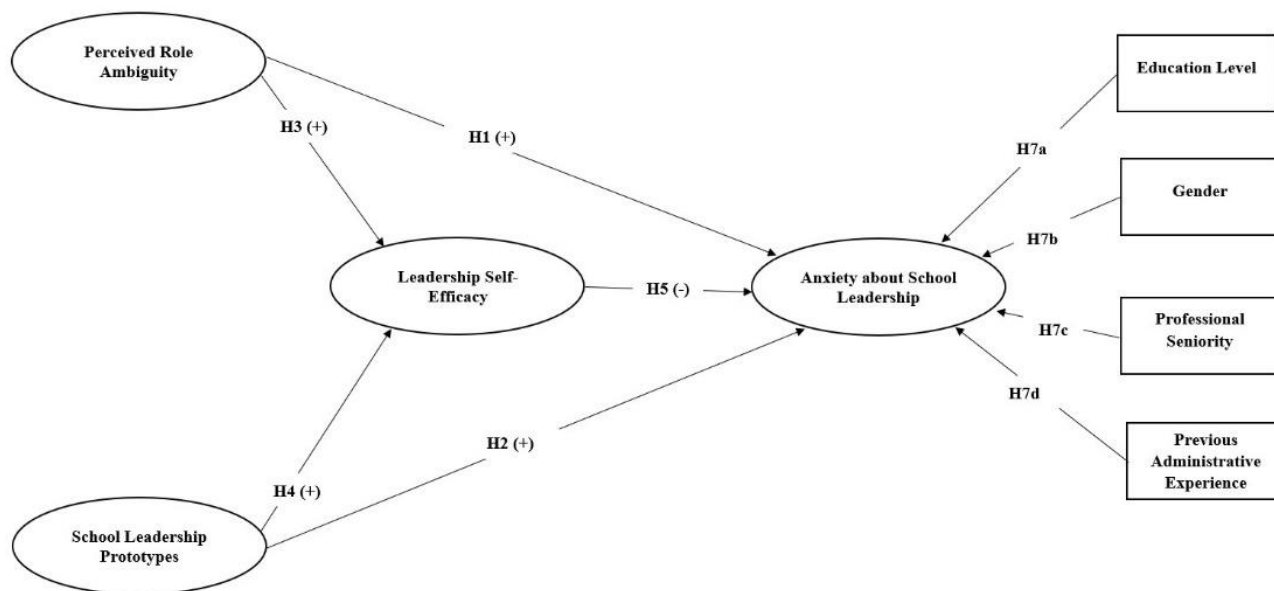 Perceived Role
Ambiguity
Education Level
H3 (+)
H1 (+)
H7a
Gender
H7b
Leadership Self-
Efficacy
H5 (-)
Anxiety about School
Leadership
Professional
Seniority
H7c
H7d
H2 (+)
Previous
Administrative
Experience
H4 (+)
School Leadership
Prototypes